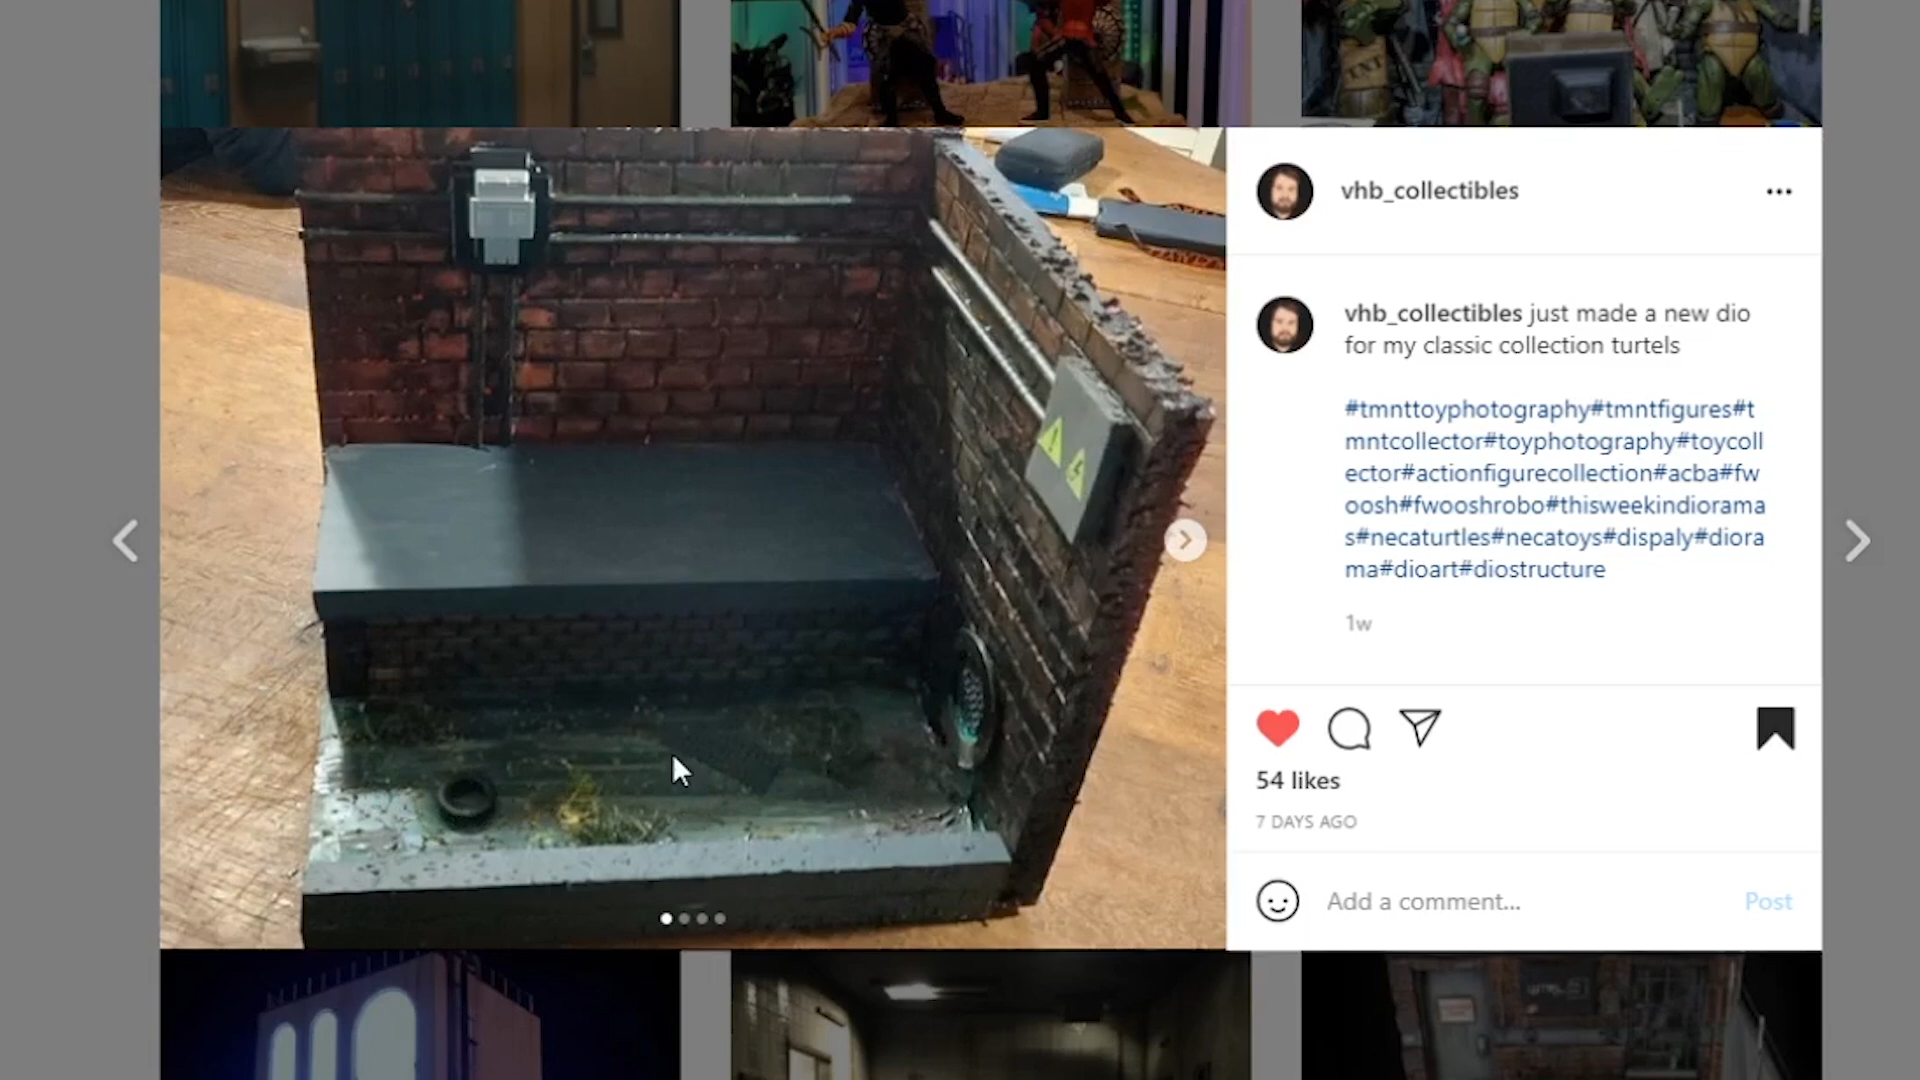 TNT
vhb_collectibles
vhb_collectibles just made a new dio
for my classic collection turtels
#tmnttoyphotography#tmntfigures#t
mntcollector#toyphotography#toycoll
ector#actionfigurecollection#acba#fw
oosh#fwooshrobo#thisweekindiorama
s#necaturtles#necatoys#dispaly#diora
ma#dioart#diostructure
1w
54 likes
7 DAYS AGO
Add a comment...
Post